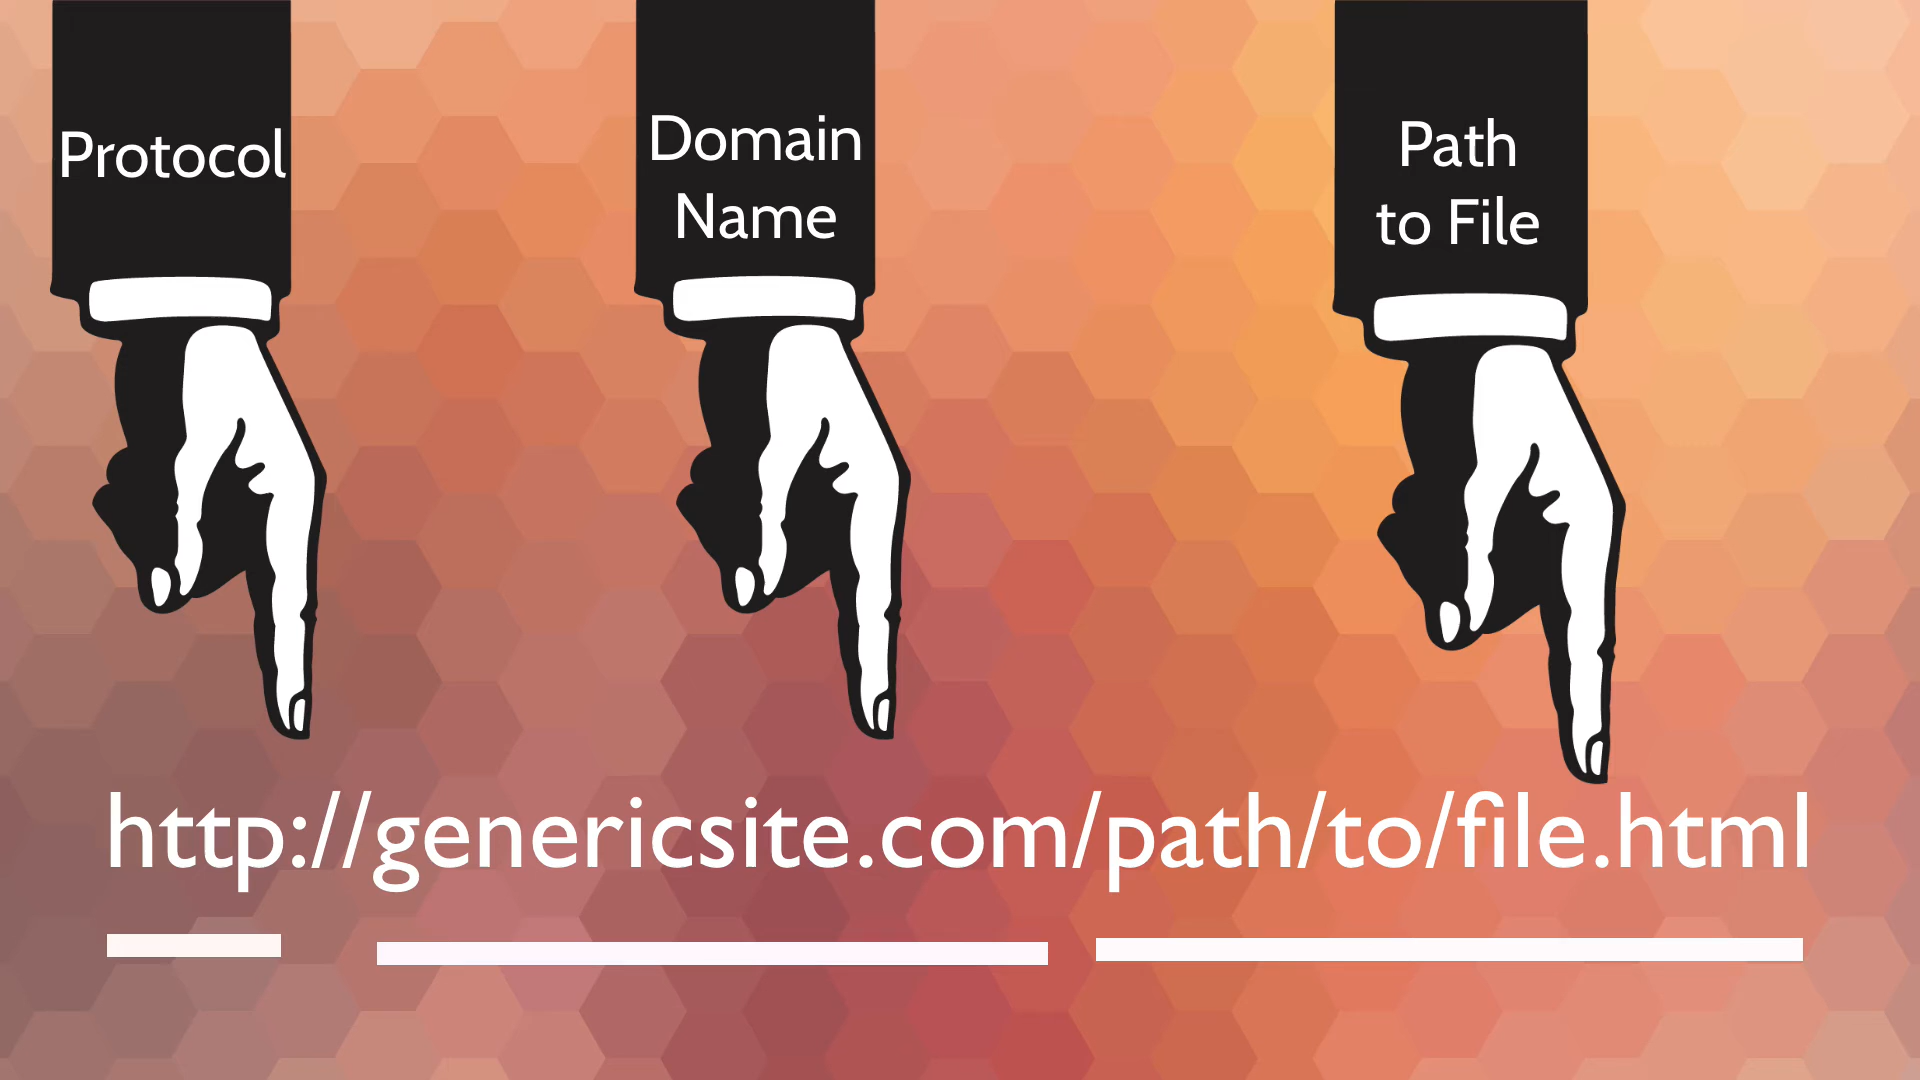 Protocol
Domain
Name
Path
to File
http://genericsite.com/path/to/file.html